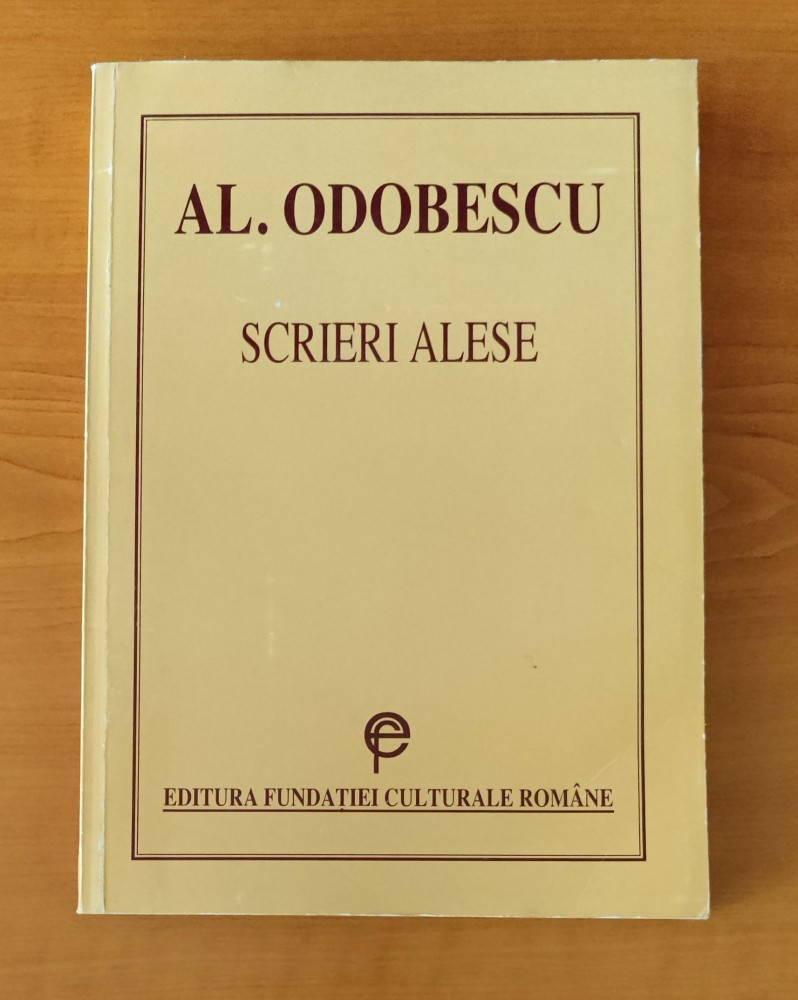 AL. ODOBESCU
SCRIERI ALESE
EDITURA FUNDAȚIEI CULTURALE ROMÂNE